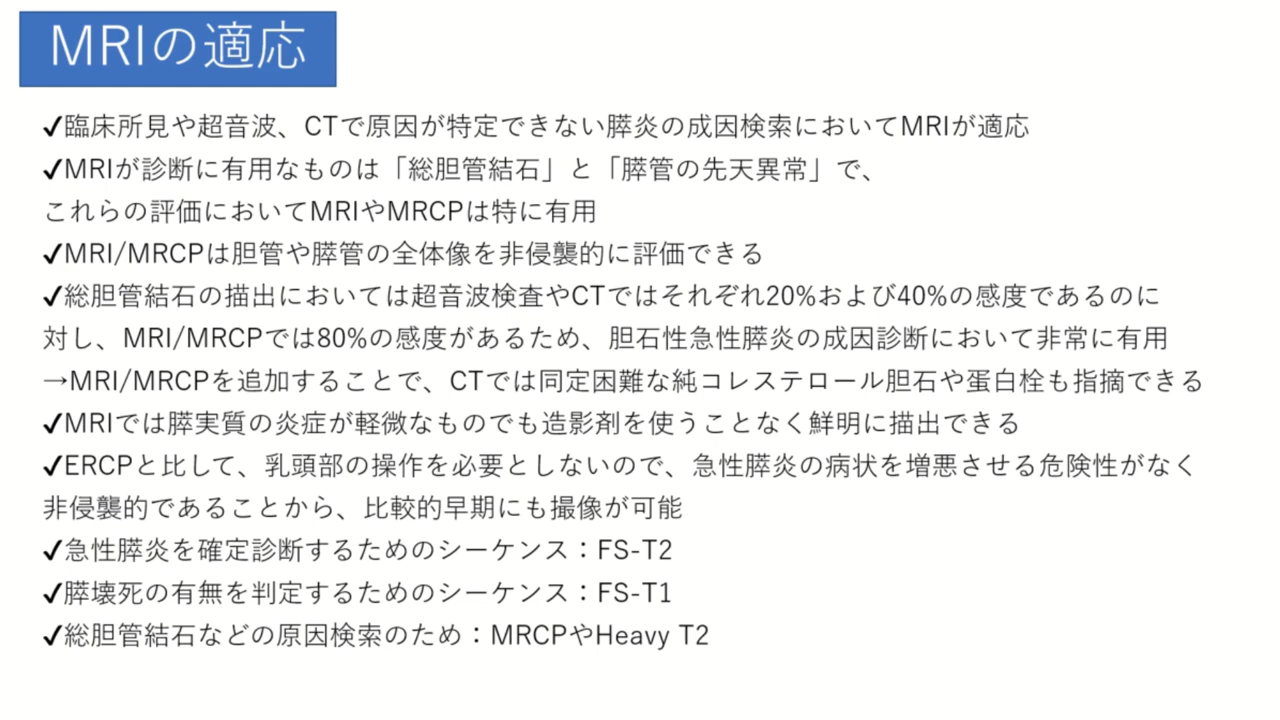 MRIの適応
✓臨床所見や超音波、CTで原因が特定できない膵炎の成因検索においてMRIが適応
✓MRIが診断に有用なものは「総胆管結石」と「膵管の先天異常」で、
これらの評価においてMRIやMRCPは特に有用
✓MRI/MRCPは胆管や膵管の全体像を非侵襲的に評価できる
✓総胆管結石の描出においては超音波検査やCTではそれぞれ20%および40%の感度であるのに
対し、MRI/MRCPでは80%の感度があるため、胆石性急性膵炎の成因診断において非常に有用
→MRI/MRCPを追加することで、CTでは同定困難な純コレステロール胆石や蛋白栓も指摘できる
✓MRIでは膵実質の炎症が軽微なものでも造影剤を使うことなく鮮明に描出できる
✓ERCPと比して、乳頭部の操作を必要としないので、急性膵炎の病状を増悪させる危険性がなく
非侵襲的であることから、比較的早期にも撮像が可能
✓急性膵炎を確定診断するためのシーケンス：FS-T2
✓膵壊死の有無を判定するためのシーケンス：FS-T1
✓総胆管結石などの原因検索のため：MRCPやHeavy T2